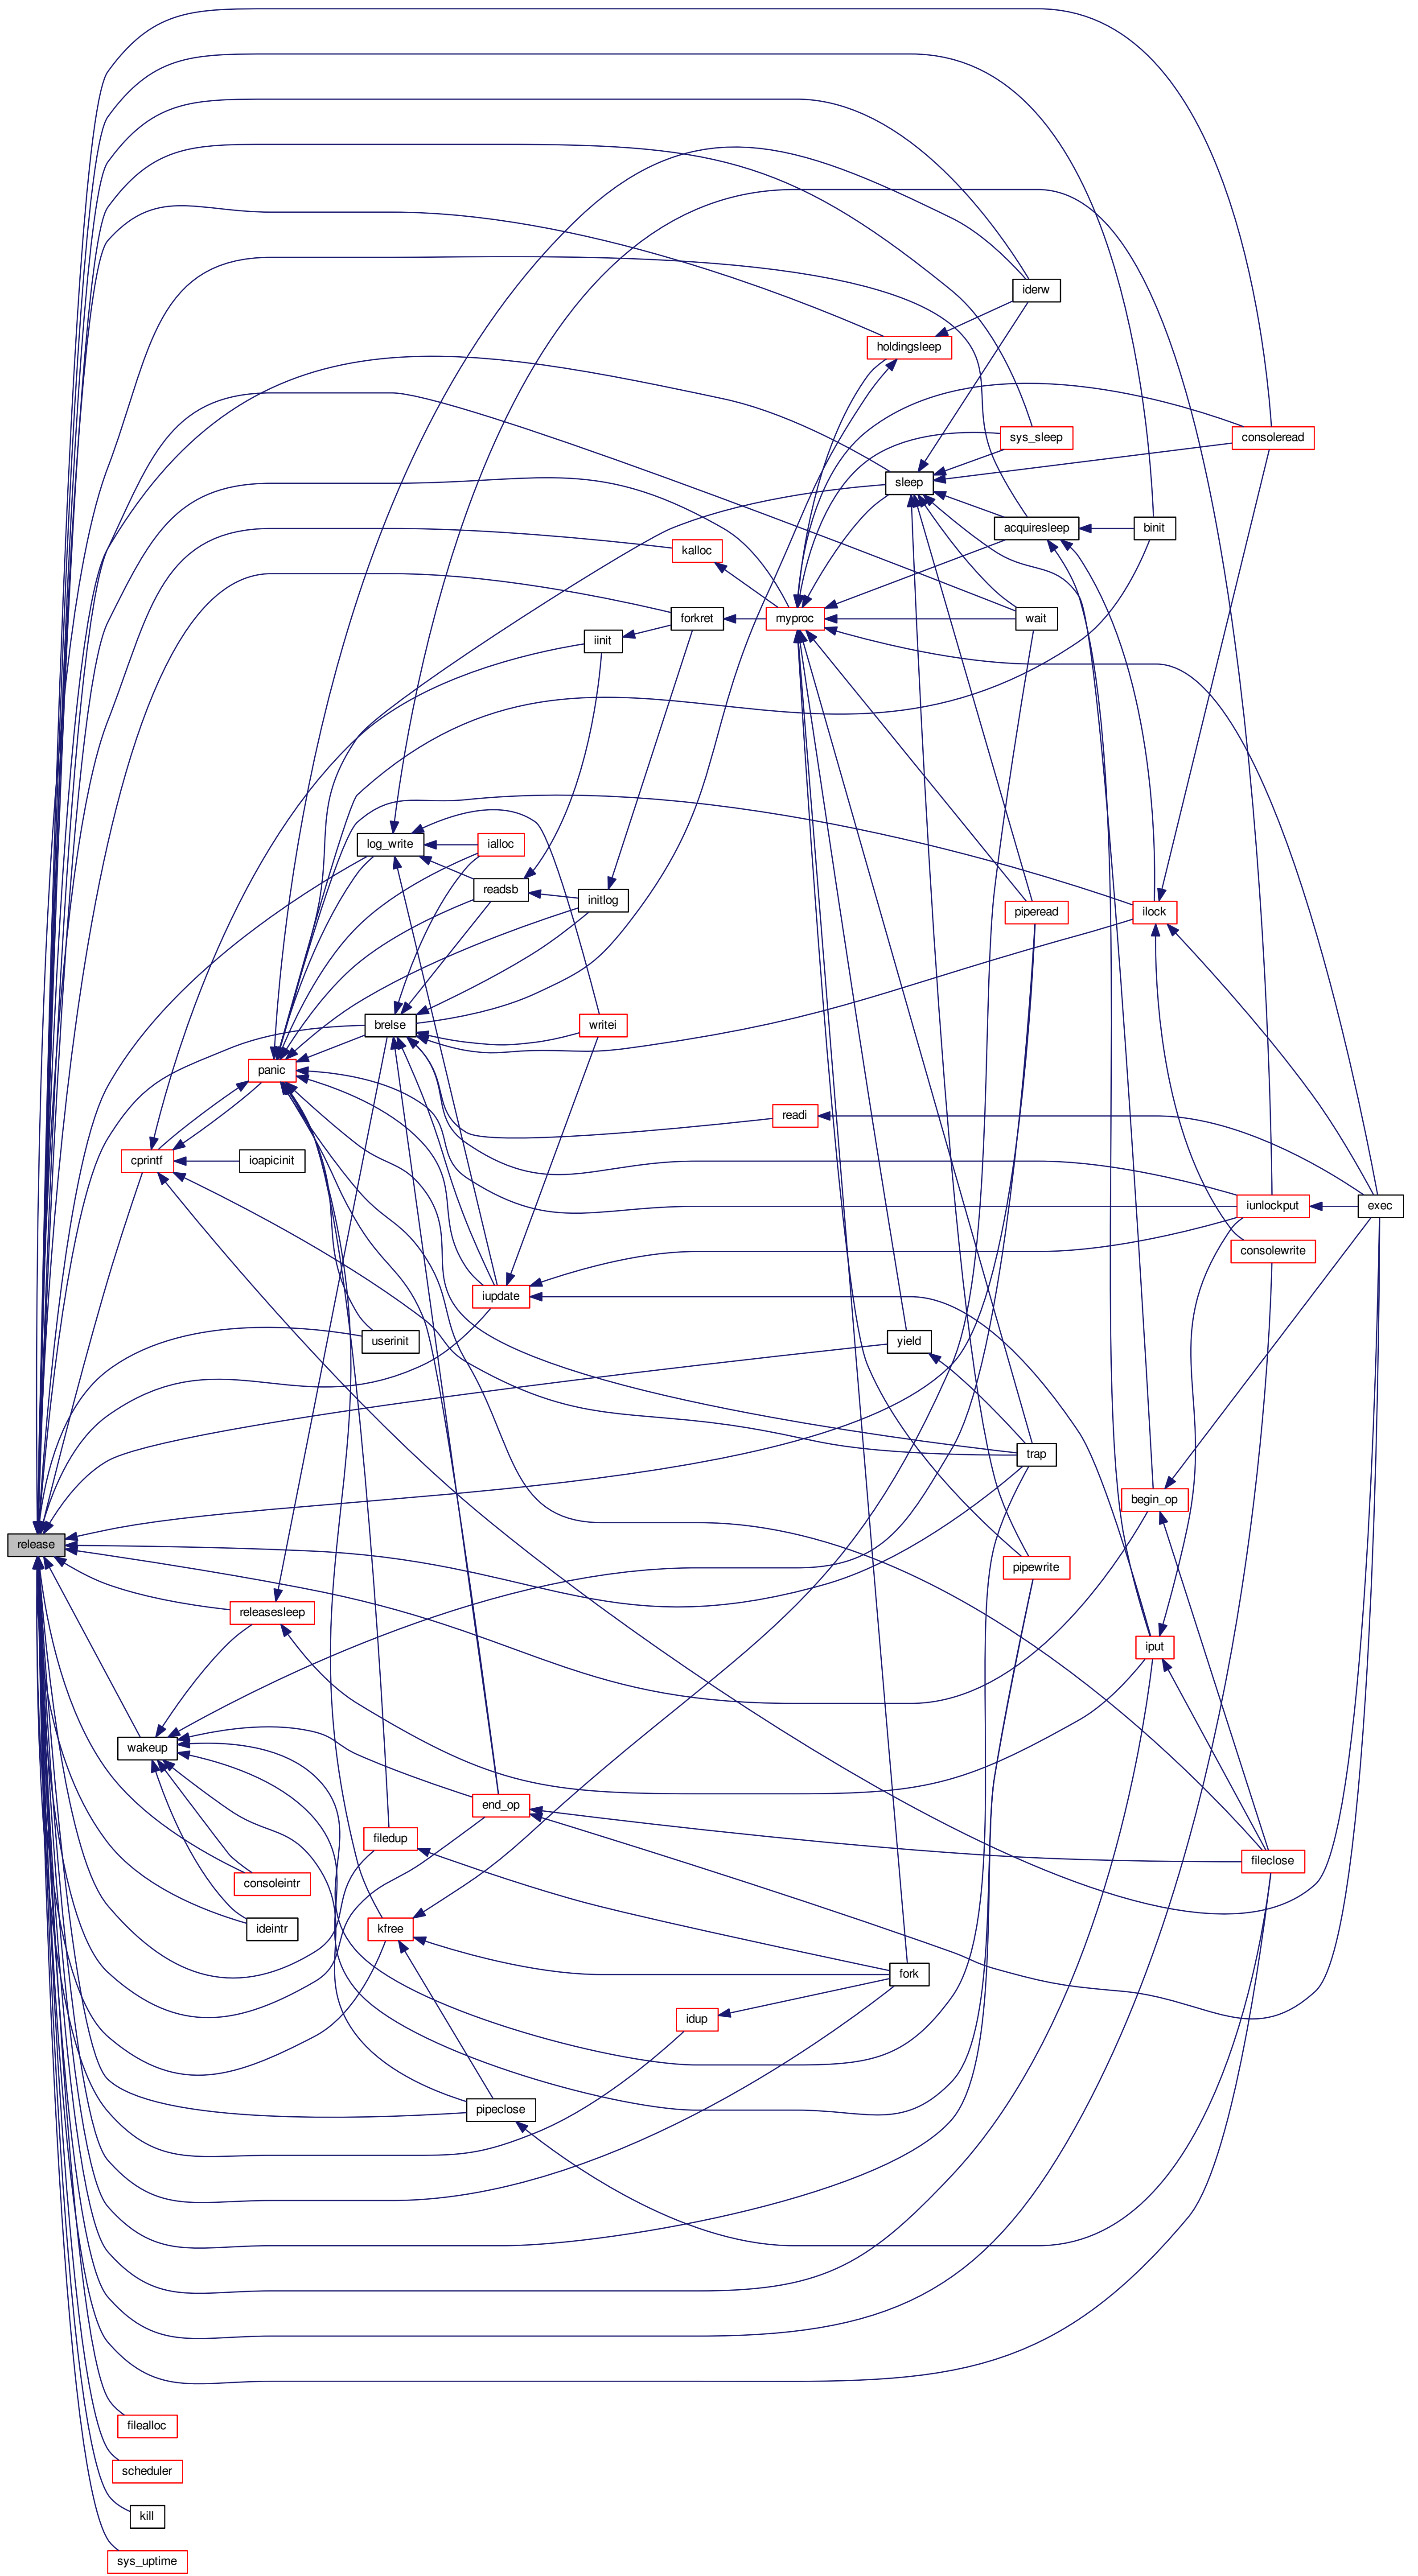 iderw
holdingsleep
sys_sleep
consoleread
sleep
acquiresleep
binit
kalloc
forkret
myproc
wait
iinit
log_write
ialloc
readsb
initlog
piperead
ilock
brelse
writei
panic
readi
cprintf
ioapicinit
iunlockput
exec
consolewrite
iupdate
userinit
yield
trap
begin_op
release
pipewrite
releasesleep
iput
wakeup
end_op
filedup
fileclose
consoleintr
ideintr
kfree
fork
idup
pipeclose
filealloc
scheduler
kill
sys_uptime